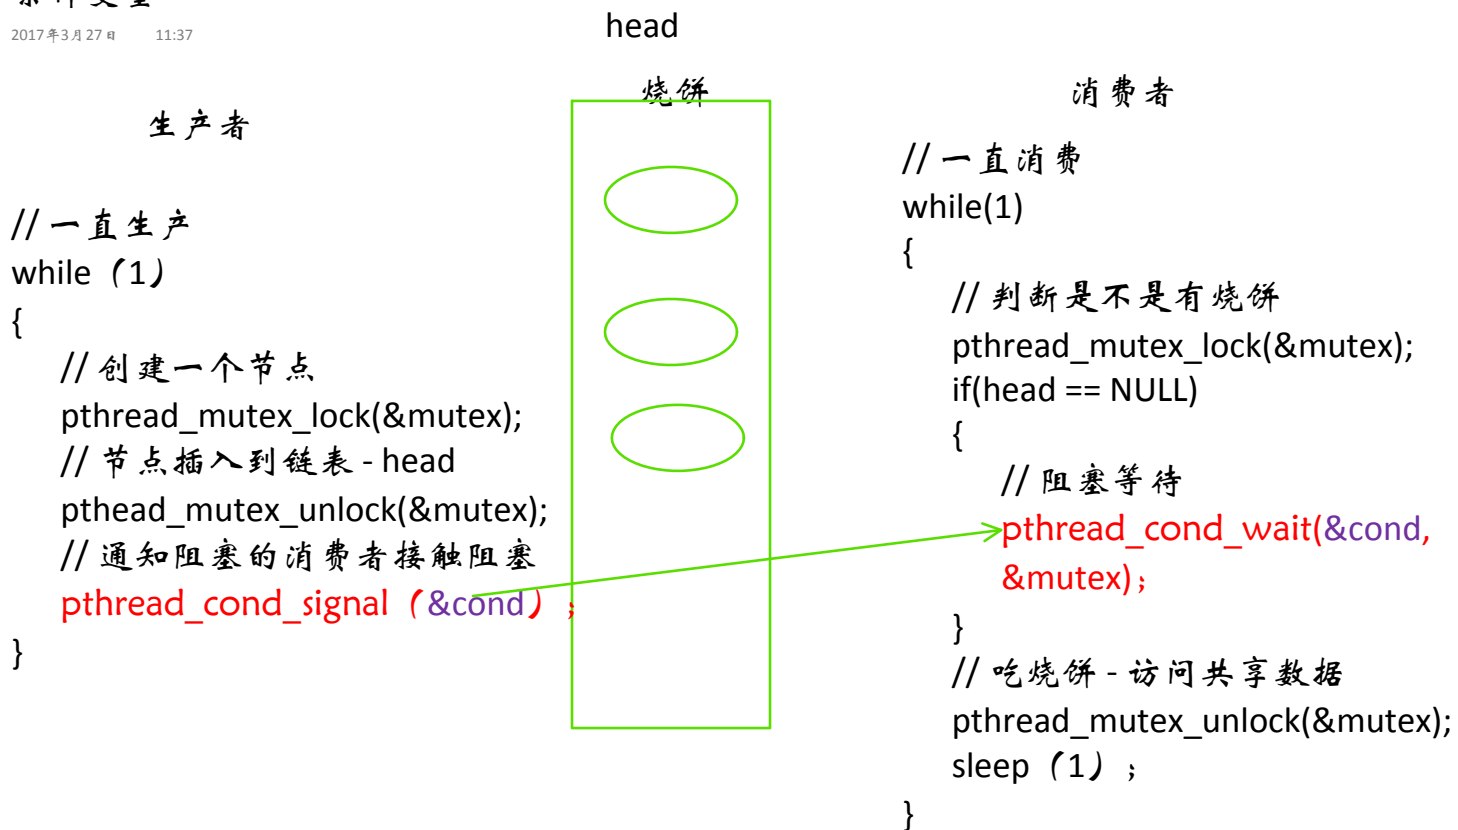 2017年3月27日 11:37
head
烧饼
生产者
// 一直生产
while（1）
{
// 创建一个节点
pthread_mutex_lock(&mutex);
// 节点插入到链表 - head
pthead_mutex_unlock(&mutex);
// 通知阻塞的消费者接触阻塞
pthread_cond_signal（&cond）；
}
消费者
// 一直消费
while(1)
{
// 判断是不是有烧饼
pthread_mutex_lock(&mutex);
if(head == NULL)
{
// 阻塞等待
pthread_cond_wait(&cond,
&mutex)；
}
// 吃烧饼 - 访问共享数据
pthread_mutex_unlock(&mutex);
sleep（1）；
}